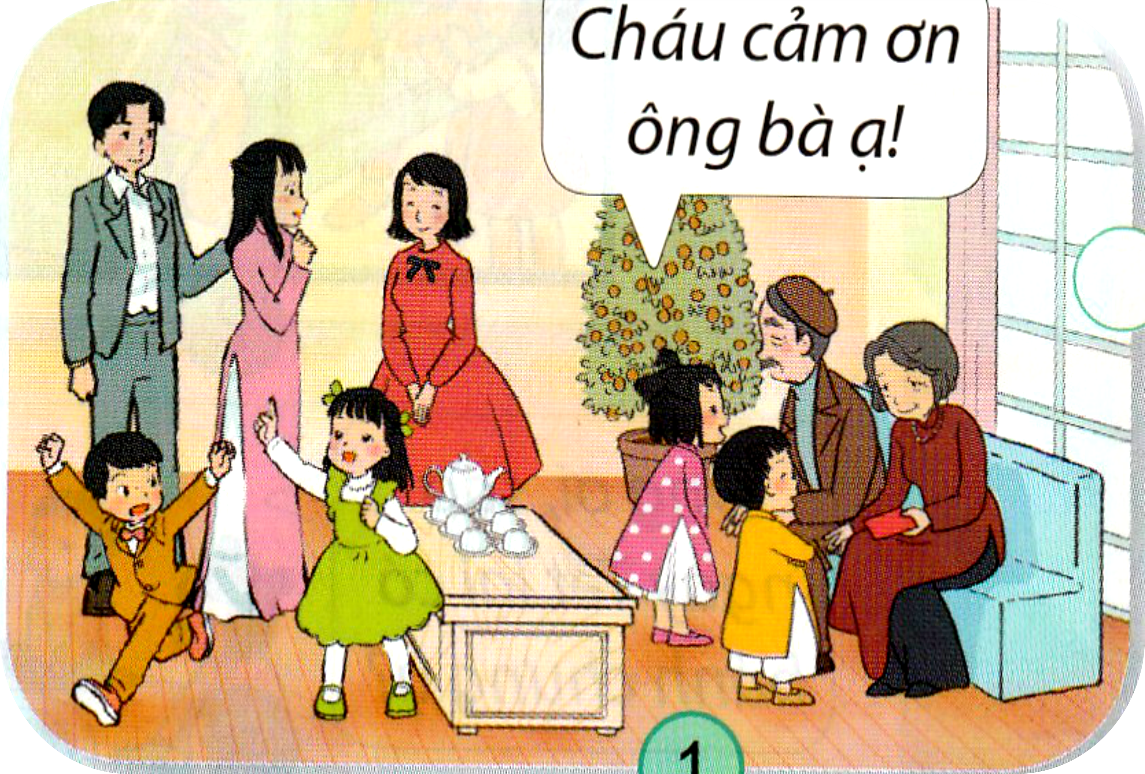 Cháu cảm ơn
ông bà ạ!
1